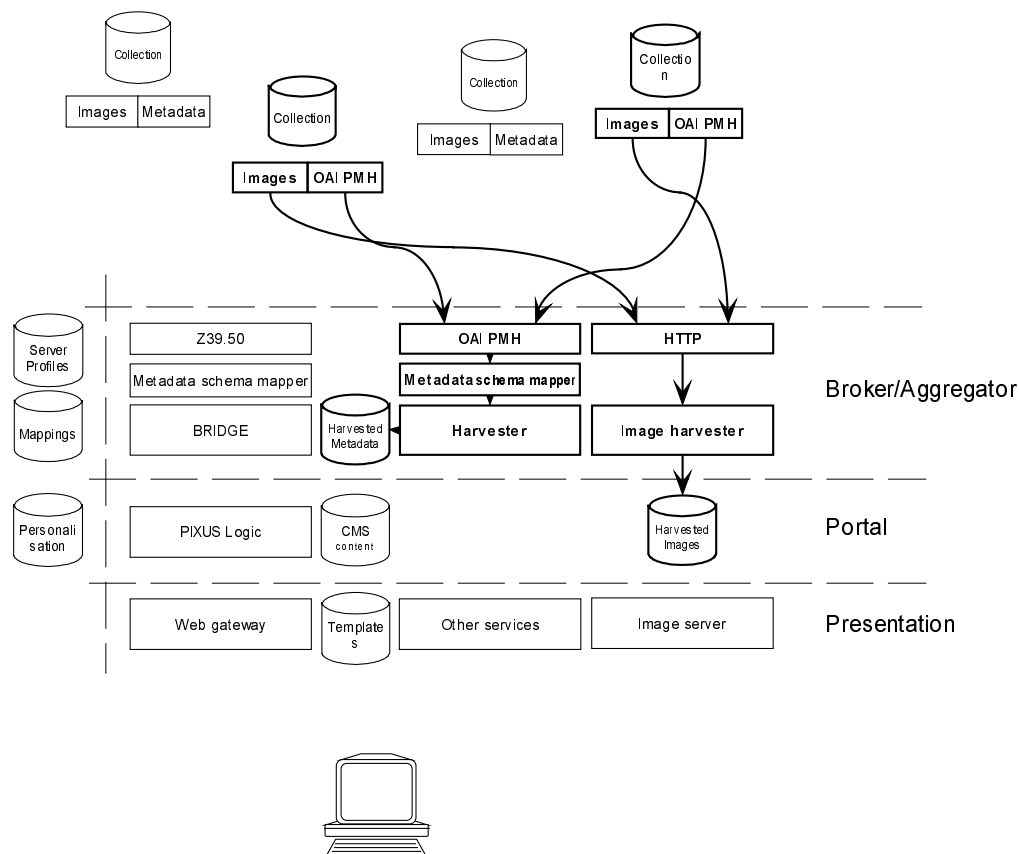 Collection
Images Metadata
Collection
Images OAI PMH
Collection
Images Metadata
Collectio
n
Images OAI PMH
Server
Profiles
Z39.50
OAI PMH
HTTP
Metadata schema mapper
Metadata schema mapper
Broker/Aggregator
Mappings
BRIDGE
Harvested
Metadata
Harvester
Image harvester
Personali
sation
PIXUS Logic
CMS
content
Harvested
Images
Portal
Web gateway
Template
s
Other services
Image server
Presentation